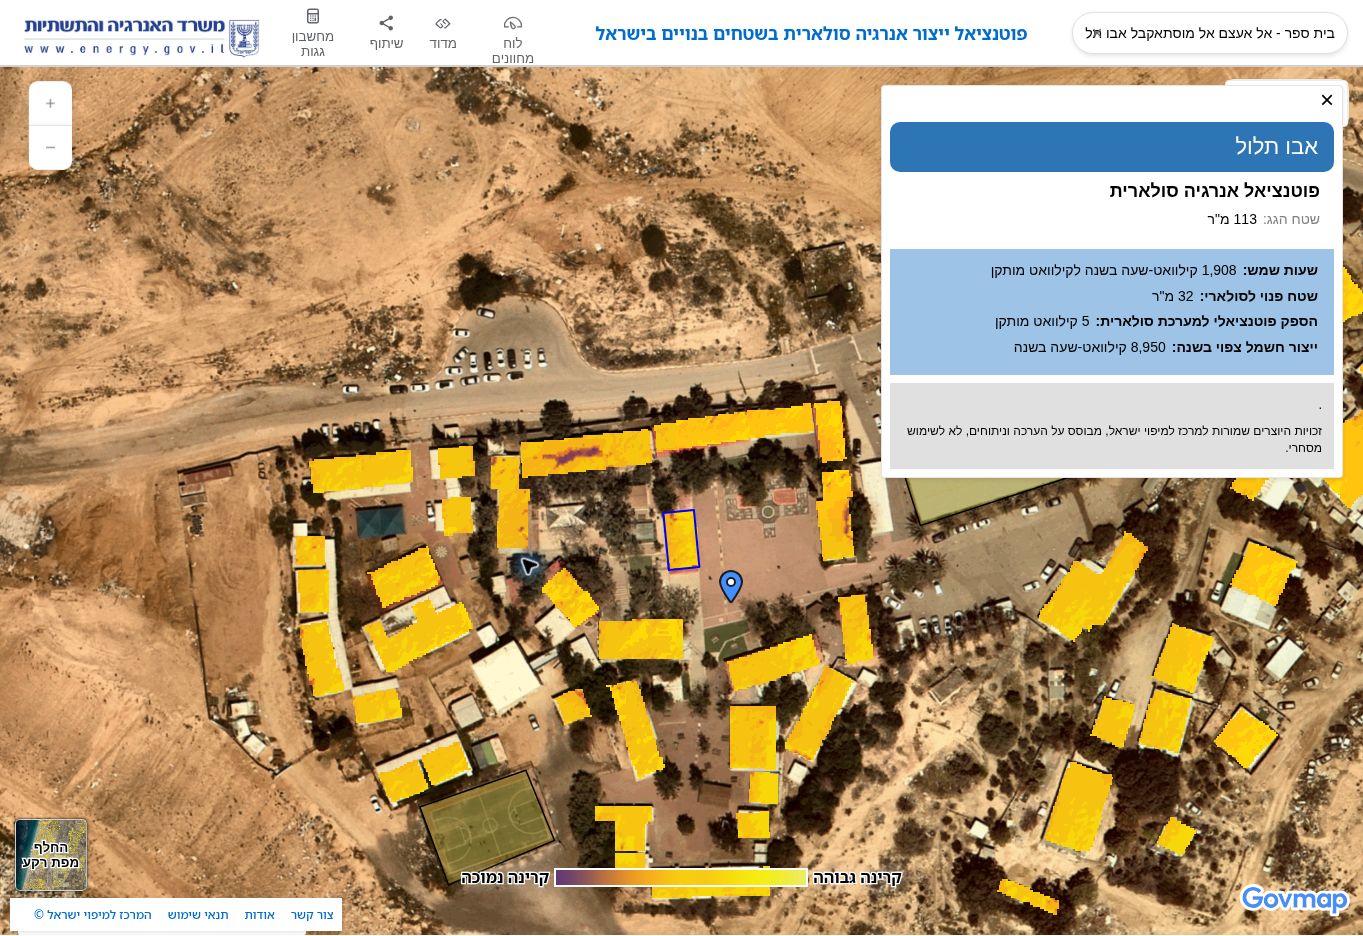 בית ספר - אל אעצם אל מוסתאקבל אבו תל
פוטנציאל ייצור אנרגיה סולארית בשטחים בנויים בישראל
לוח
מחוונים
מדוד
שיתוף
מחשבון
גגות
משרד האנרגיה והתשתיות
www.energy.gov.il
אבו תלול
פוטנציאל אנרגיה סולארית
שטח הגג: 113 מ"ר
שעות שמש: 1,908 קילוואט-שעה בשנה לקילוואט מותקן
שטח פנוי לסולארי: 32 מ"ר
הספק פוטנציאלי למערכת סולארית: 5 קילוואט מותקן
ייצור חשמל צפוי בשנה: 8,950 קילוואט-שעה בשנה
.
זכויות היוצרים שמורות למרכז למיפוי ישראל, מבוסס על הערכה וניתוחים, לא לשימוש
מסחרי.
החלף
מפת רקע
קרינה גבוהה
קרינה נמוכה
צור קשר
אודות
תנאי שימוש
המרכז למיפוי ישראל ©
Govmap